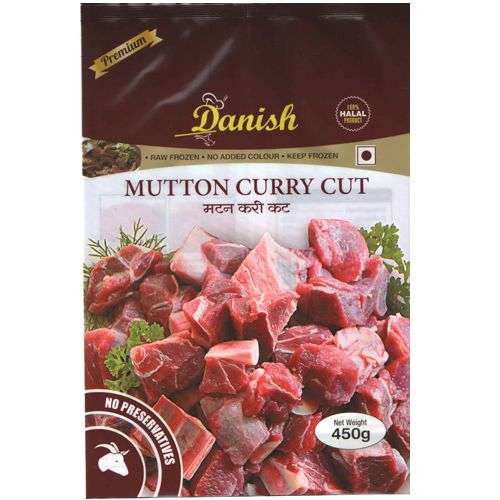 Premium
Danish
100%
HALAL
PRODUCT
• RAW FROZEN • NO ADDED COLOUR • KEEP FROZEN
MUTTON CURRY CUT
मटन करी कट
NO PRESERVATIVES
Net Weight
450g